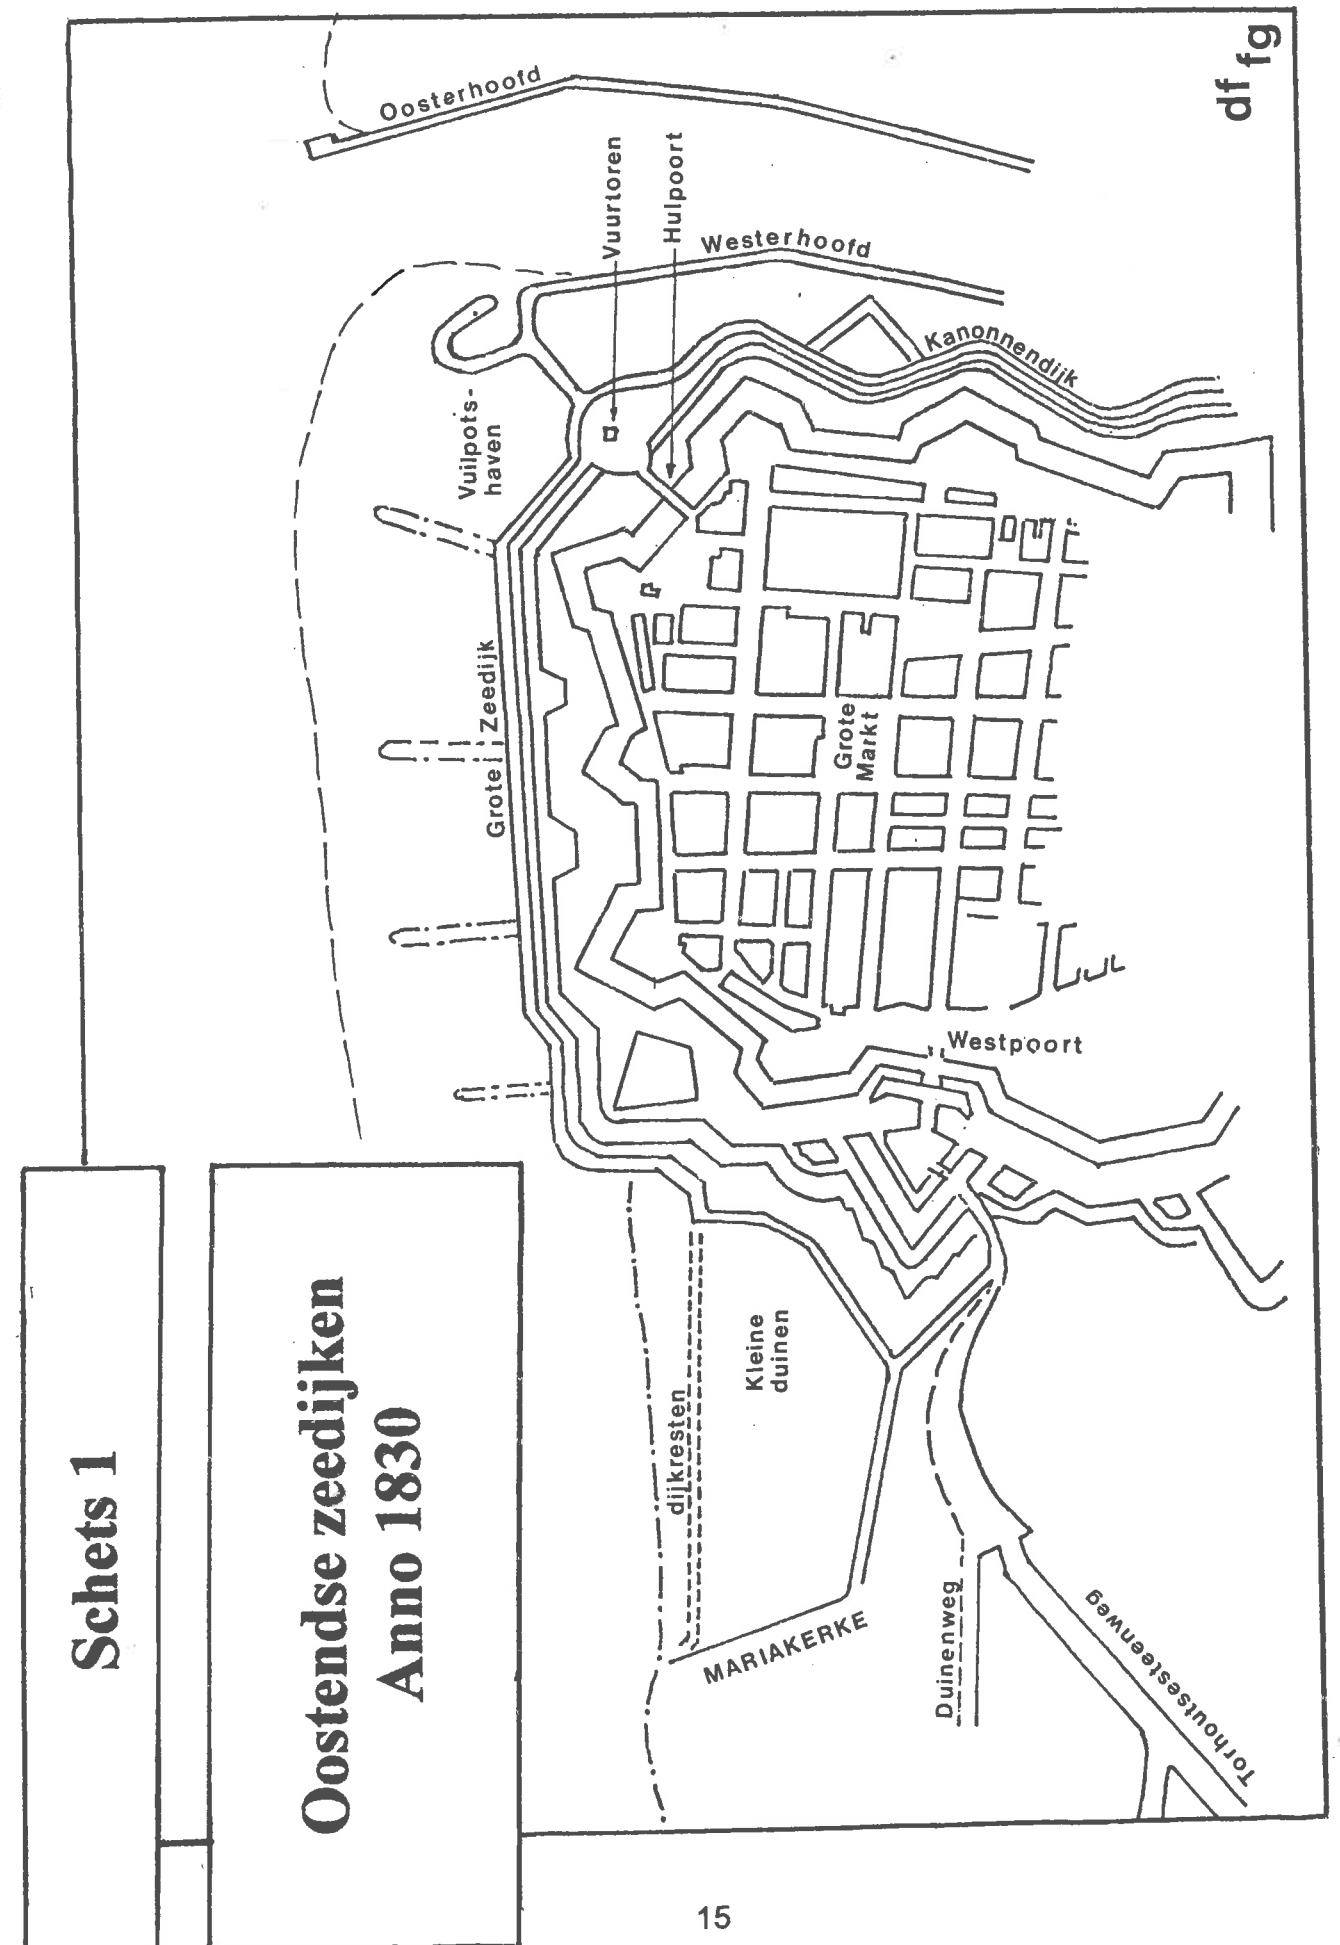 Schets 1
Oostendse zeedijken
Anno 1830
Oosterhoofd
Vuurtoren
Hulpoort
Westerhoofd
Kanonnendijk
Vuilpots-
haven
Grote Zeedijk
Grote
Markt
Westpoort
dijkresten
Kleine
duinen
MARIAKERKE
Duinenweg
Torhoutsesteenweg
df
fg
15